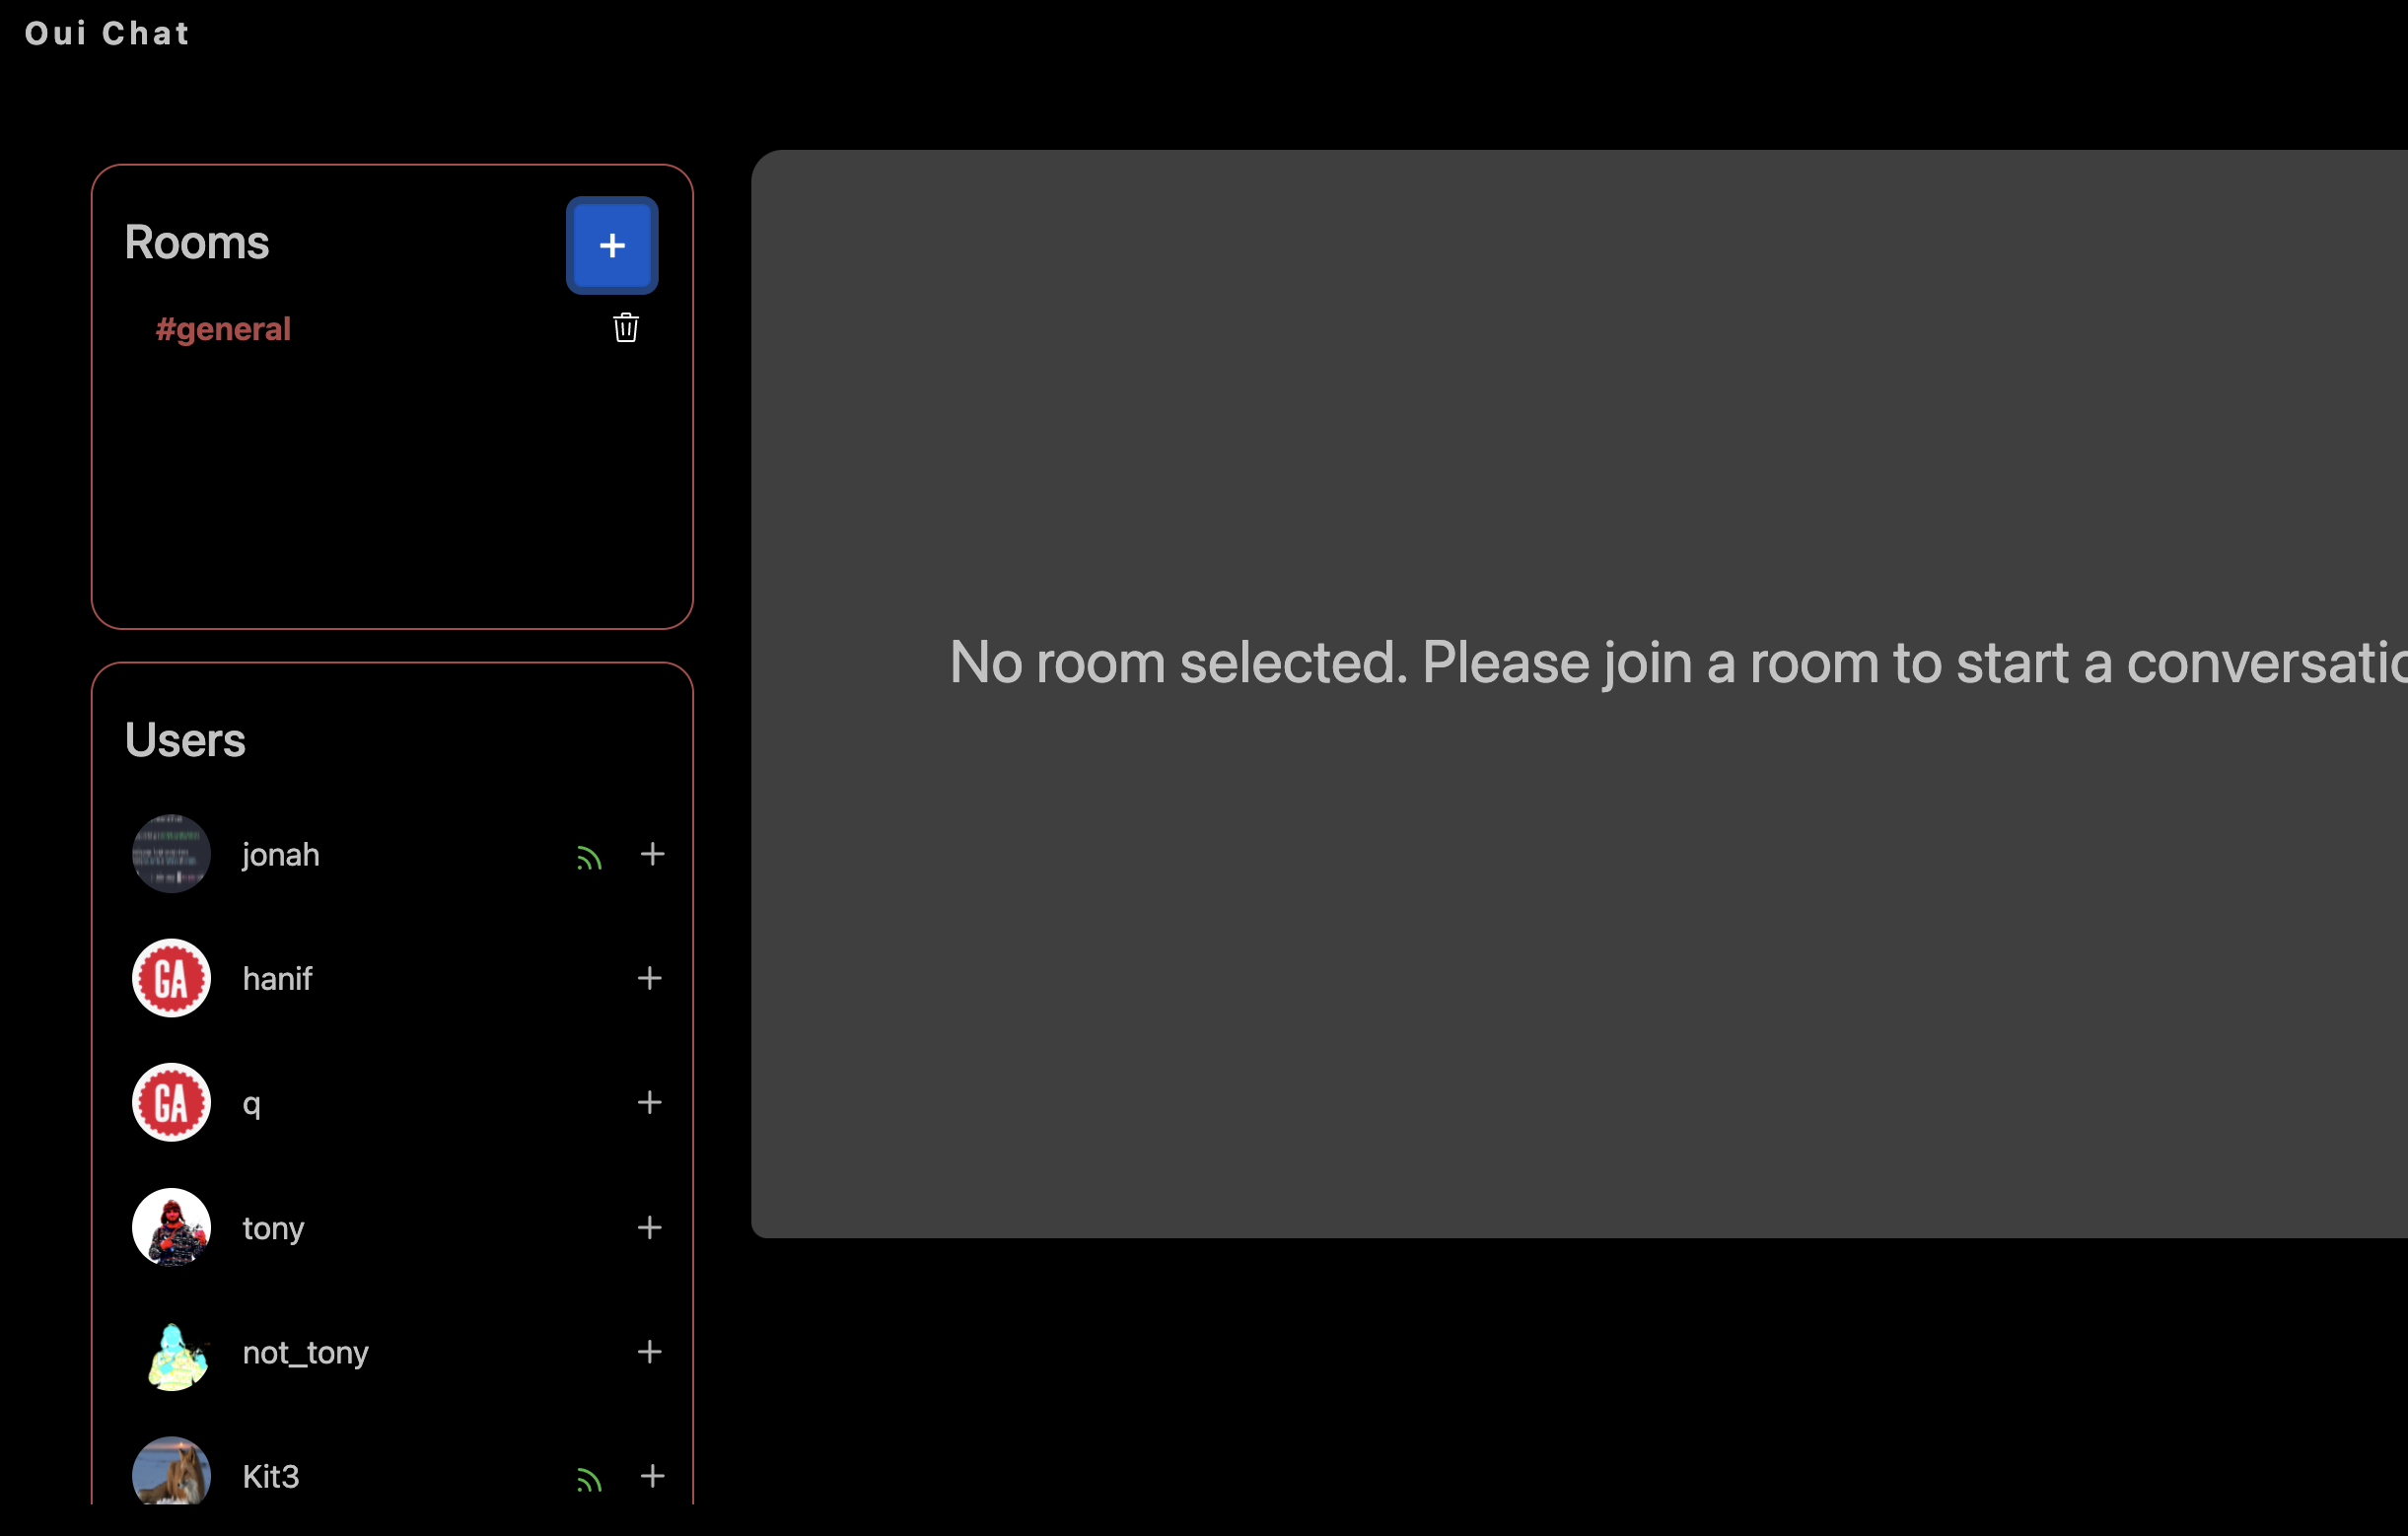 Oui Chat
Rooms
#general
No room selected. Please join a room to start a
Users
jonah
GA
hanif
GA
q
tony
not_tony
Kit3